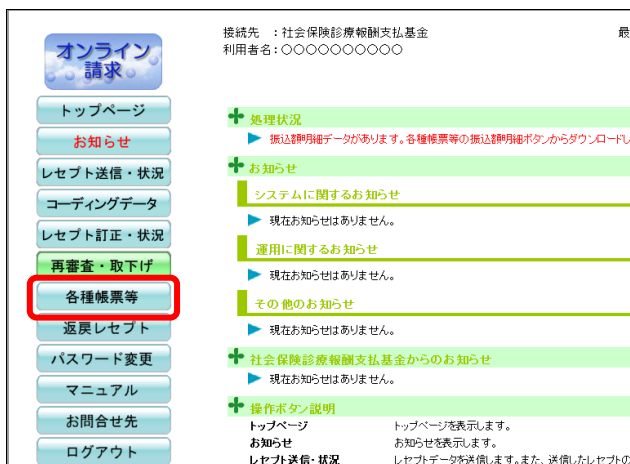 オンライン
請求
トップページ
お知らせ
レセプト送信・状況
コーディングデータ
レセプト訂正・状況
再審査・取下げ
各種帳票等
返戻レセプト
パスワード変更
マニュアル
お問合せ先
ログアウト
接続先 :社会保険診療報酬支払基金
最
利用者名:○○○○○○○○○○
処理状況
振込額明細データがあります。各種帳票等の振込額明細ボタンからダウンロードし
お知らせ
システムに関するお知らせ
現在お知らせはありません。
運用に関するお知らせ
現在お知らせはありません。
その他のお知らせ
現在お知らせはありません。
社会保険診療報酬支払基金からのお知らせ
現在お知らせはありません。
操作ボタン説明
トップページ トップページを表示します。
お知らせ お知らせを表示します。
レセプト送信・状況 レセプトデータを送信します。また、送信したレセプトの